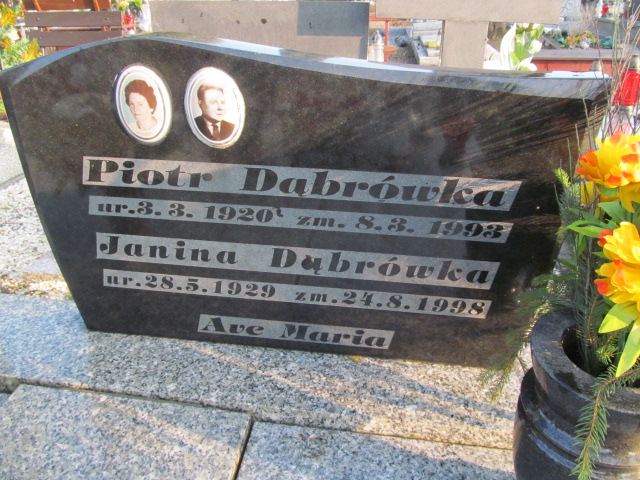 Piotr Dąbrówka
ur.3.3.1920 zm. 8.3.1993
Janina Dąbrówka
ur.28.5.1929 zm.24.8.1998
Ave Maria